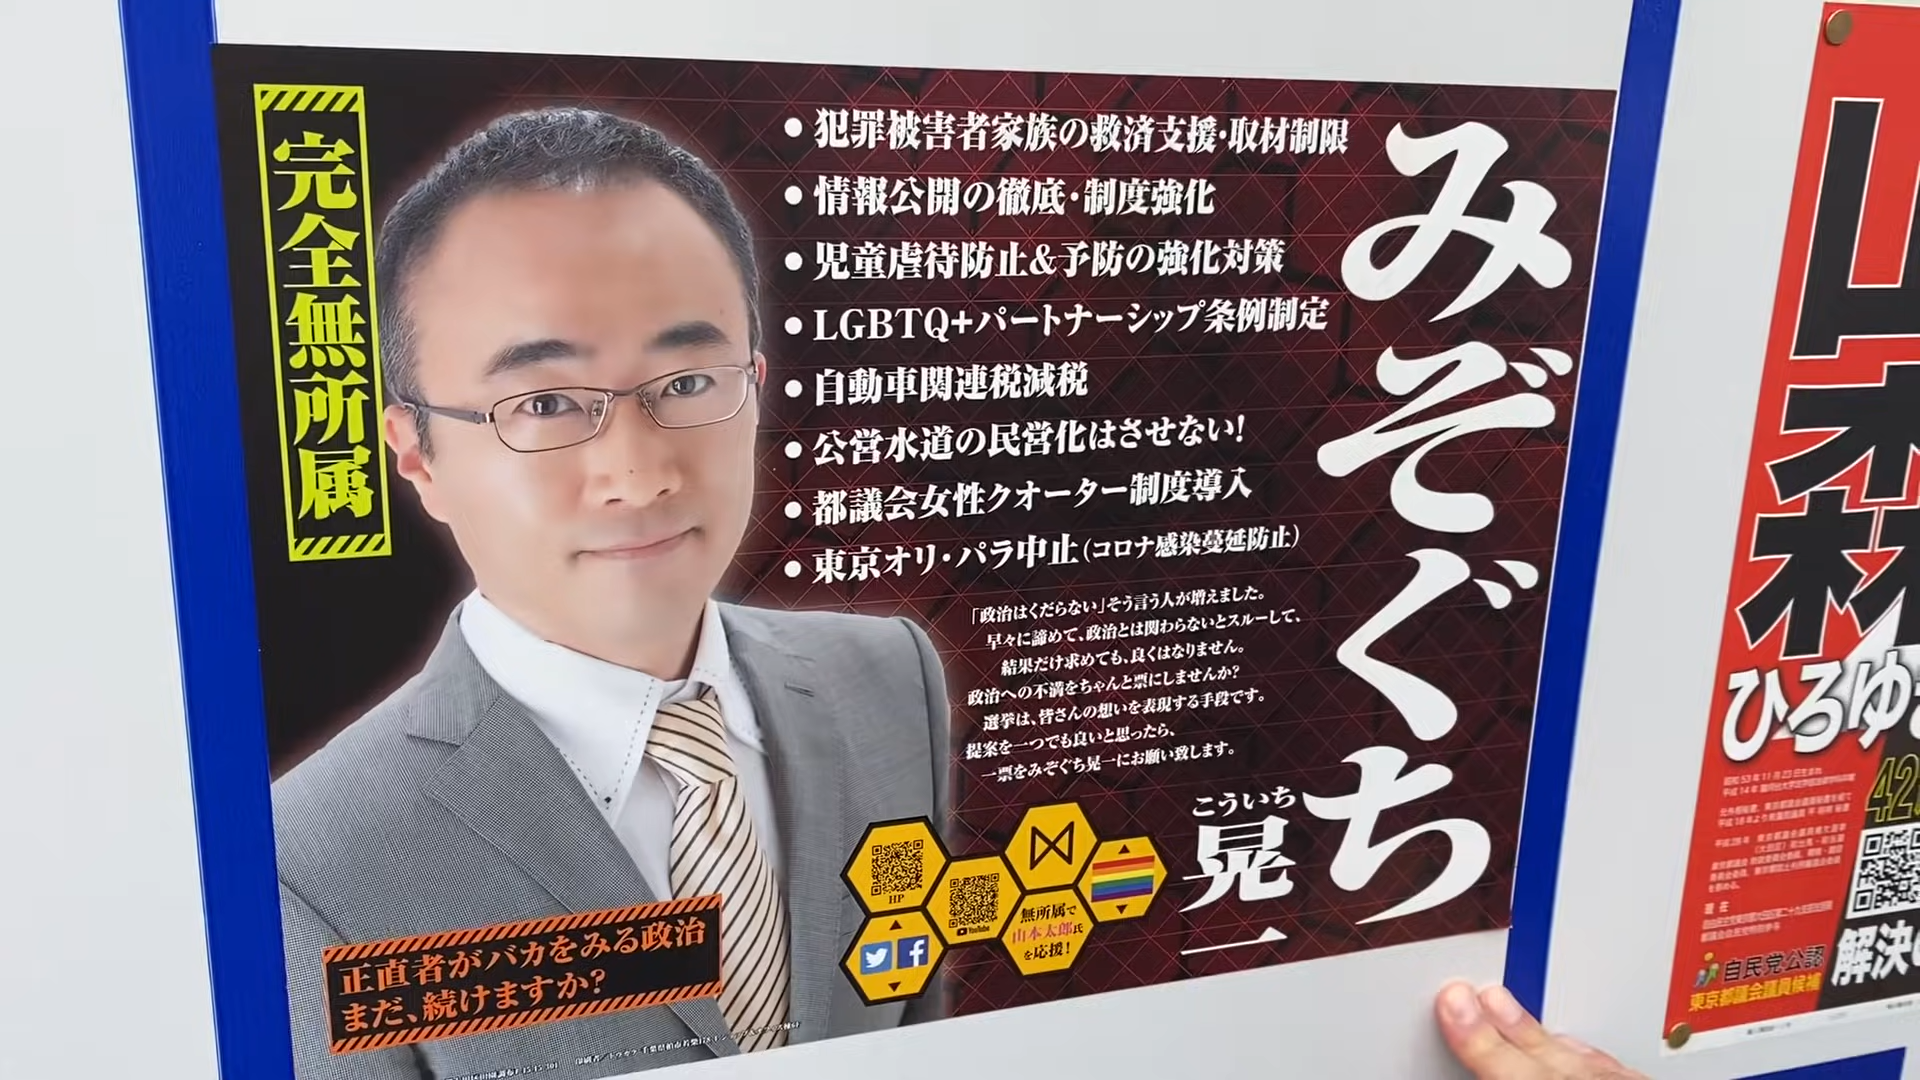 完全無所属
• 犯罪被害者家族の救済支援・取材制限
• 情報公開の徹底・制度強化
• 児童虐待防止&予防の強化対策
• LGBTQ+パートナーシップ条例制定
• 自動車関連税減税
• 公営水道の民営化はさせない!
• 都議会女性クオーター制度導入
• 東京オリ・パラ中止(コロナ感染蔓延防止)
「政治はくだらない」そう言う人が増えました。
早々に諦めて、政治とは関わらないとスルーして、
結果だけ求めても、良くはなりません。
政治への不満をちゃんと票にしませんか?
選挙は、皆さんの想いを表現する手段です。
提案を一つでも良いと思ったら、
一票をみぞぐち晃一にお願い致します。
みぞぐち
こういち
晃一
HP
YouTube
無所属で
山本太郎氏
を応援!
正直者がバカをみる政治
まだ、続けますか?
山森
ひろゆ
42
自民党公認
東京都議会議員候補
解決